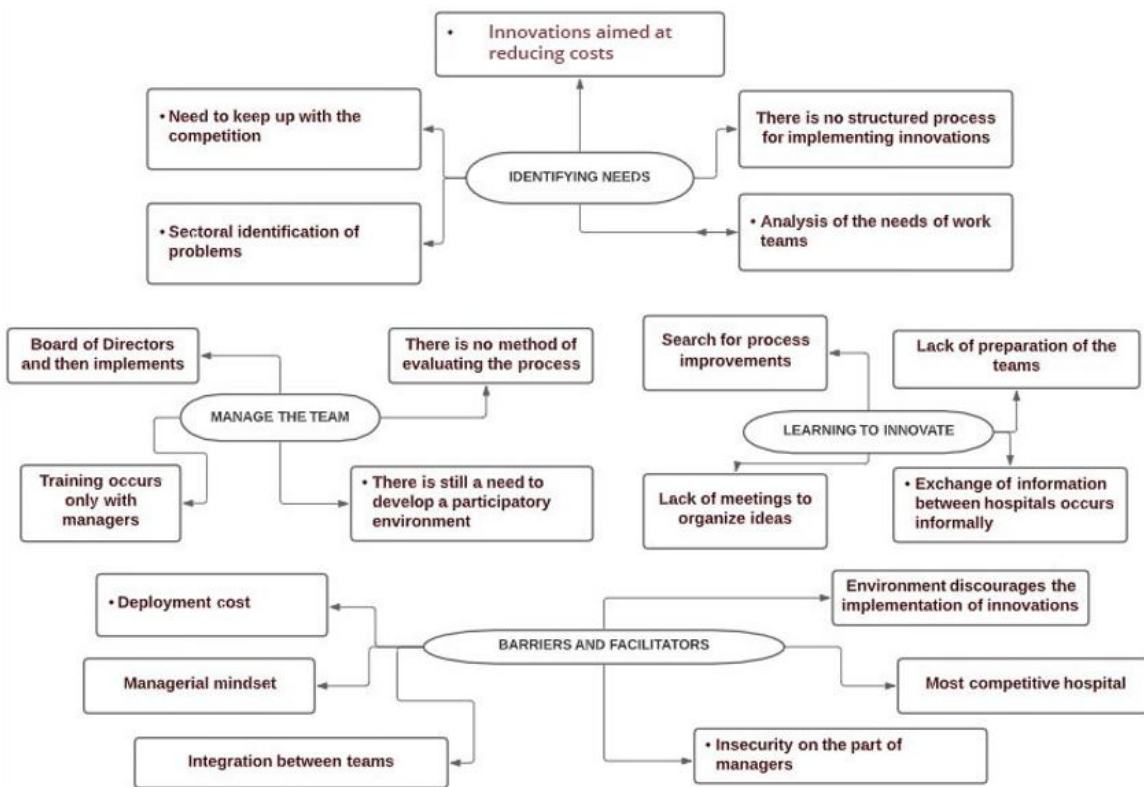 • Innovations aimed at
reducing costs
• Need to keep up with the
competition
There is no structured process
for implementing innovations
IDENTIFYING NEEDS
• Sectoral identification of
problems
• Analysis of the needs of work
teams
Board of Directors
and then implements
There is no method of
evaluating the process
MANAGE THE TEAM
Training occurs
only with
managers
• There is still a need to
develop a participatory
environment
Search for process
improvements
Lack of preparation of the
teams
LEARNING TO INNOVATE
Lack of meetings to
organize ideas
• Exchange of information
between hospitals occurs
informally
• Deployment cost
Environment discourages the
implementation of innovations
BARRIERS AND FACILITATORS
Managerial mindset
Most competitive hospital
Integration between teams
• Insecurity on the part of
managers